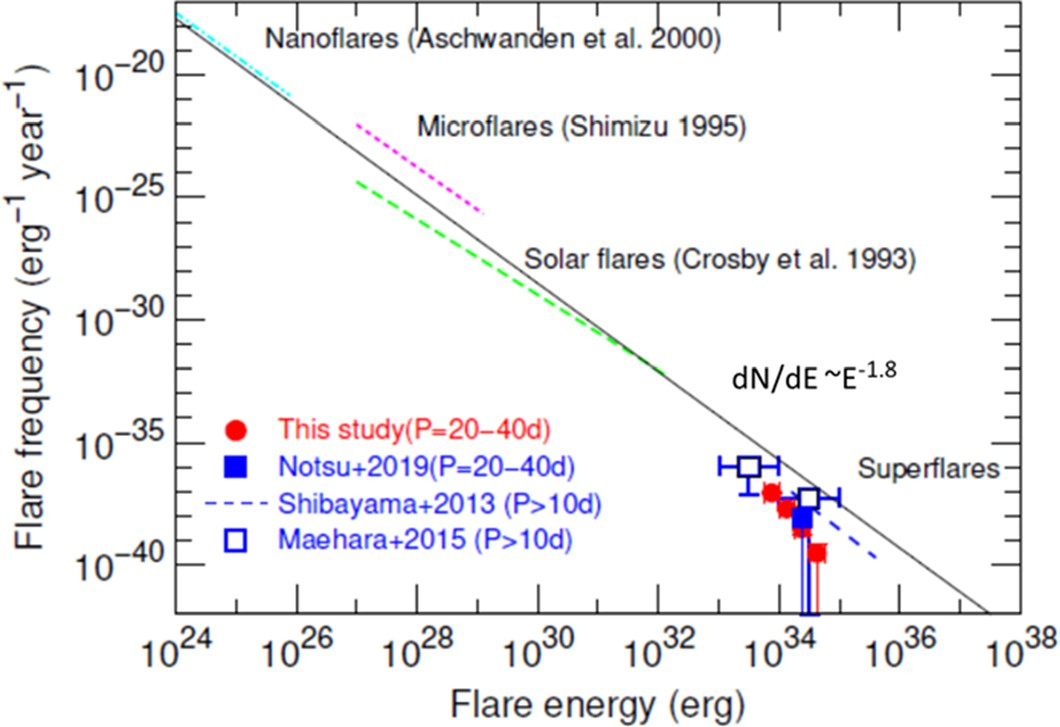 Nanoflares (Aschwanden et al. 2000)
Microflares (Shimizu 1995)
Solar flares (Crosby et al. 1993)
dN/dE ~E⁻¹·⁸
Superflares
This study(P=20−40d)
Notsu+2019(P=20−40d)
Shibayama+2013 (P>10d)
Maehara+2015 (P>10d)
Flare frequency (erg⁻¹ year⁻¹)
10⁻²⁰
10⁻²⁵
10⁻³⁰
10⁻³⁵
10⁻⁴⁰
10²⁴ 10²⁶ 10²⁸ 10³⁰ 10³² 10³⁴ 10³⁶ 10³⁸
Flare energy (erg)